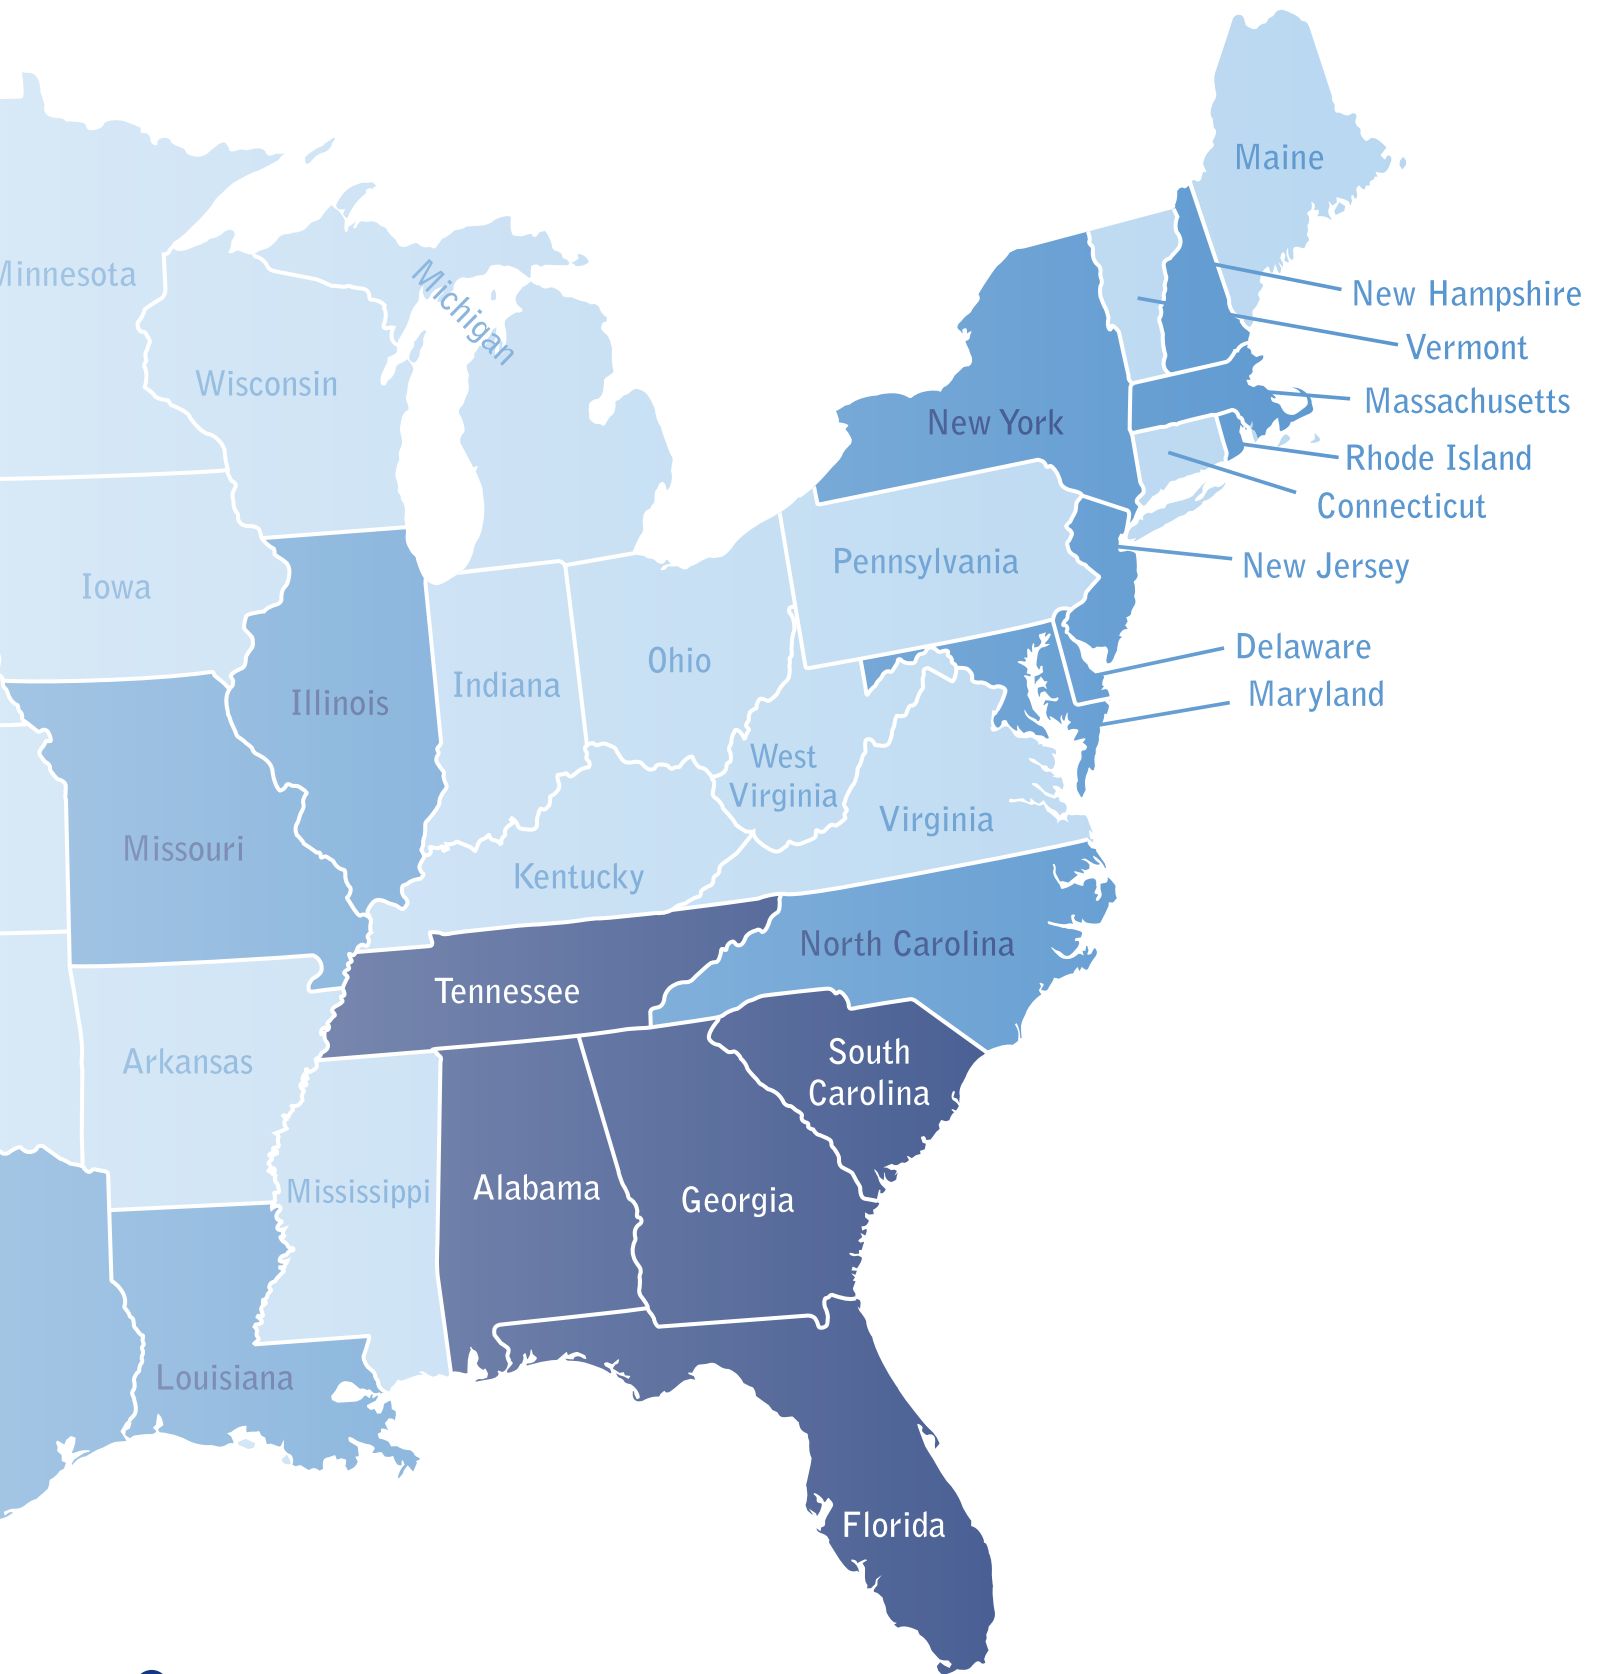 Maine
Minnesota
Michigan
New Hampshire
Vermont
Wisconsin
Massachusetts
New York
Rhode Island
Connecticut
Pennsylvania
New Jersey
Iowa
Delaware
Ohio
Indiana
Maryland
Illinois
West
Virginia
Virginia
Missouri
Kentucky
North Carolina
Tennessee
South
Carolina
Arkansas
Mississippi
Alabama
Georgia
Louisiana
Florida